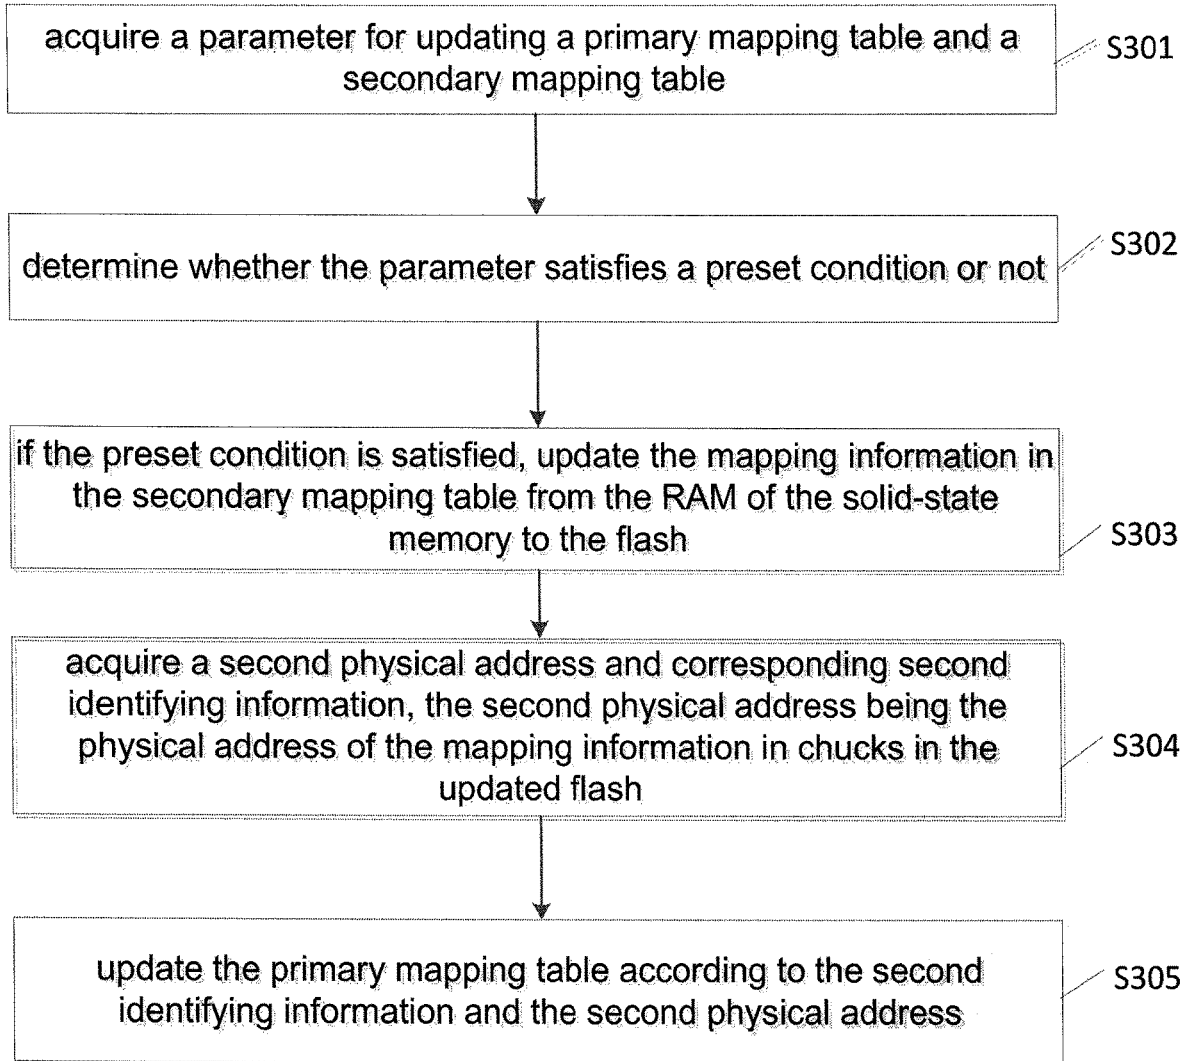 acquire a parameter for updating a primary mapping table and a
secondary mapping table
S301
determine whether the parameter satisfies a preset condition or not
S302
if the preset condition is satisfied, update the mapping information in
the secondary mapping table from the RAM of the solid-state
memory to the flash
S303
acquire a second physical address and corresponding second
identifying information, the second physical address being the
physical address of the mapping information in chucks in the
updated flash
S304
update the primary mapping table according to the second
identifying information and the second physical address
S305